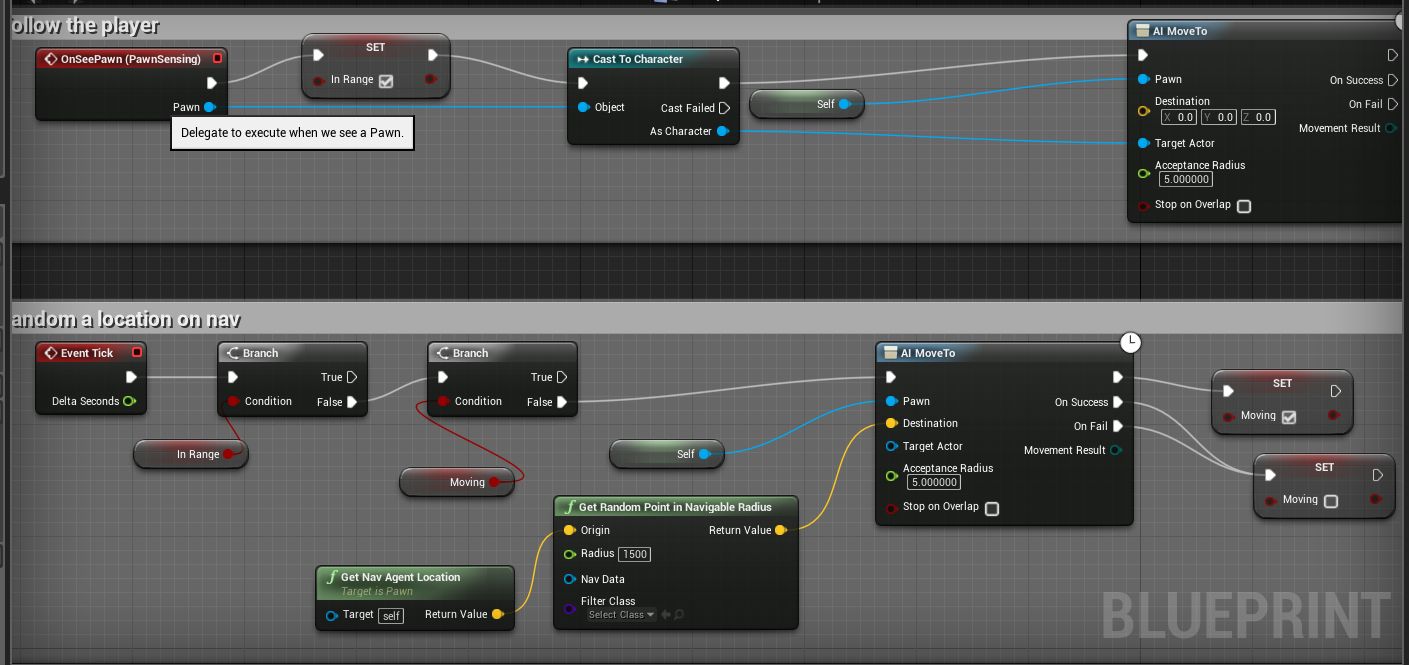 ollow the player
OnSeePawn (PawnSensing)
Pawn
Delegate to execute when we see a Pawn.
SET
In Range
Cast To Character
Object
Cast Failed
As Character
Self
AI MoveTo
Pawn
On Success
Destination
On Fail
X 0.0 Y 0.0 Z 0.0
Movement Result
Target Actor
Acceptance Radius
5.000000
Stop on Overlap
andom a location on nav
Event Tick
Delta Seconds
Branch
True
Condition
False
In Range
Branch
True
Condition
False
Moving
Self
AI MoveTo
Pawn
On Success
Destination
On Fail
Target Actor
Movement Result
Acceptance Radius
5.000000
Stop on Overlap
SET
Moving
SET
Moving
Get Nav Agent Location
Target is Pawn
Target self
Return Value
f Get Random Point in Navigable Radius
Origin
Return Value
Radius 1500
Nav Data
Filter Class
Select Class
BLUEPRINT